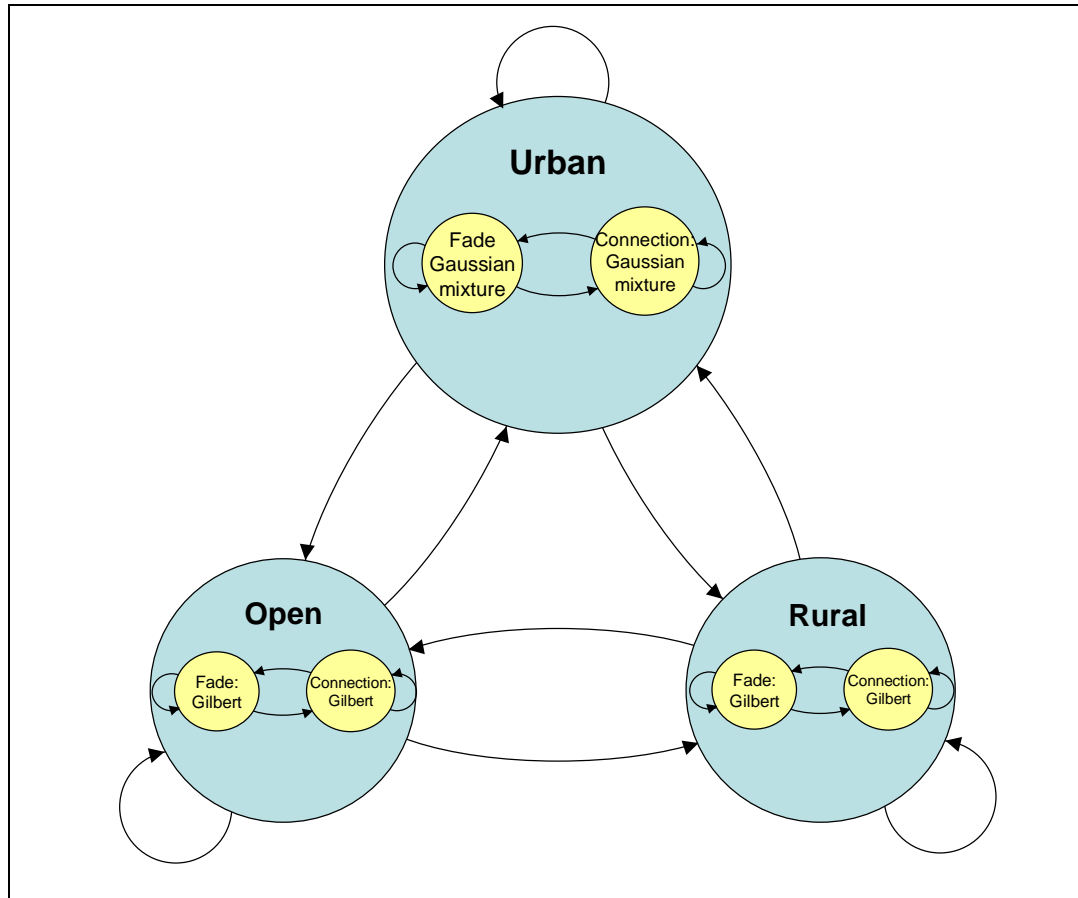 Urban
Fade
Gaussian
mixture
Connection:
Gaussian
mixture
Open
Fade:
Gilbert
Connection:
Gilbert
Rural
Fade:
Gilbert
Connection:
Gilbert